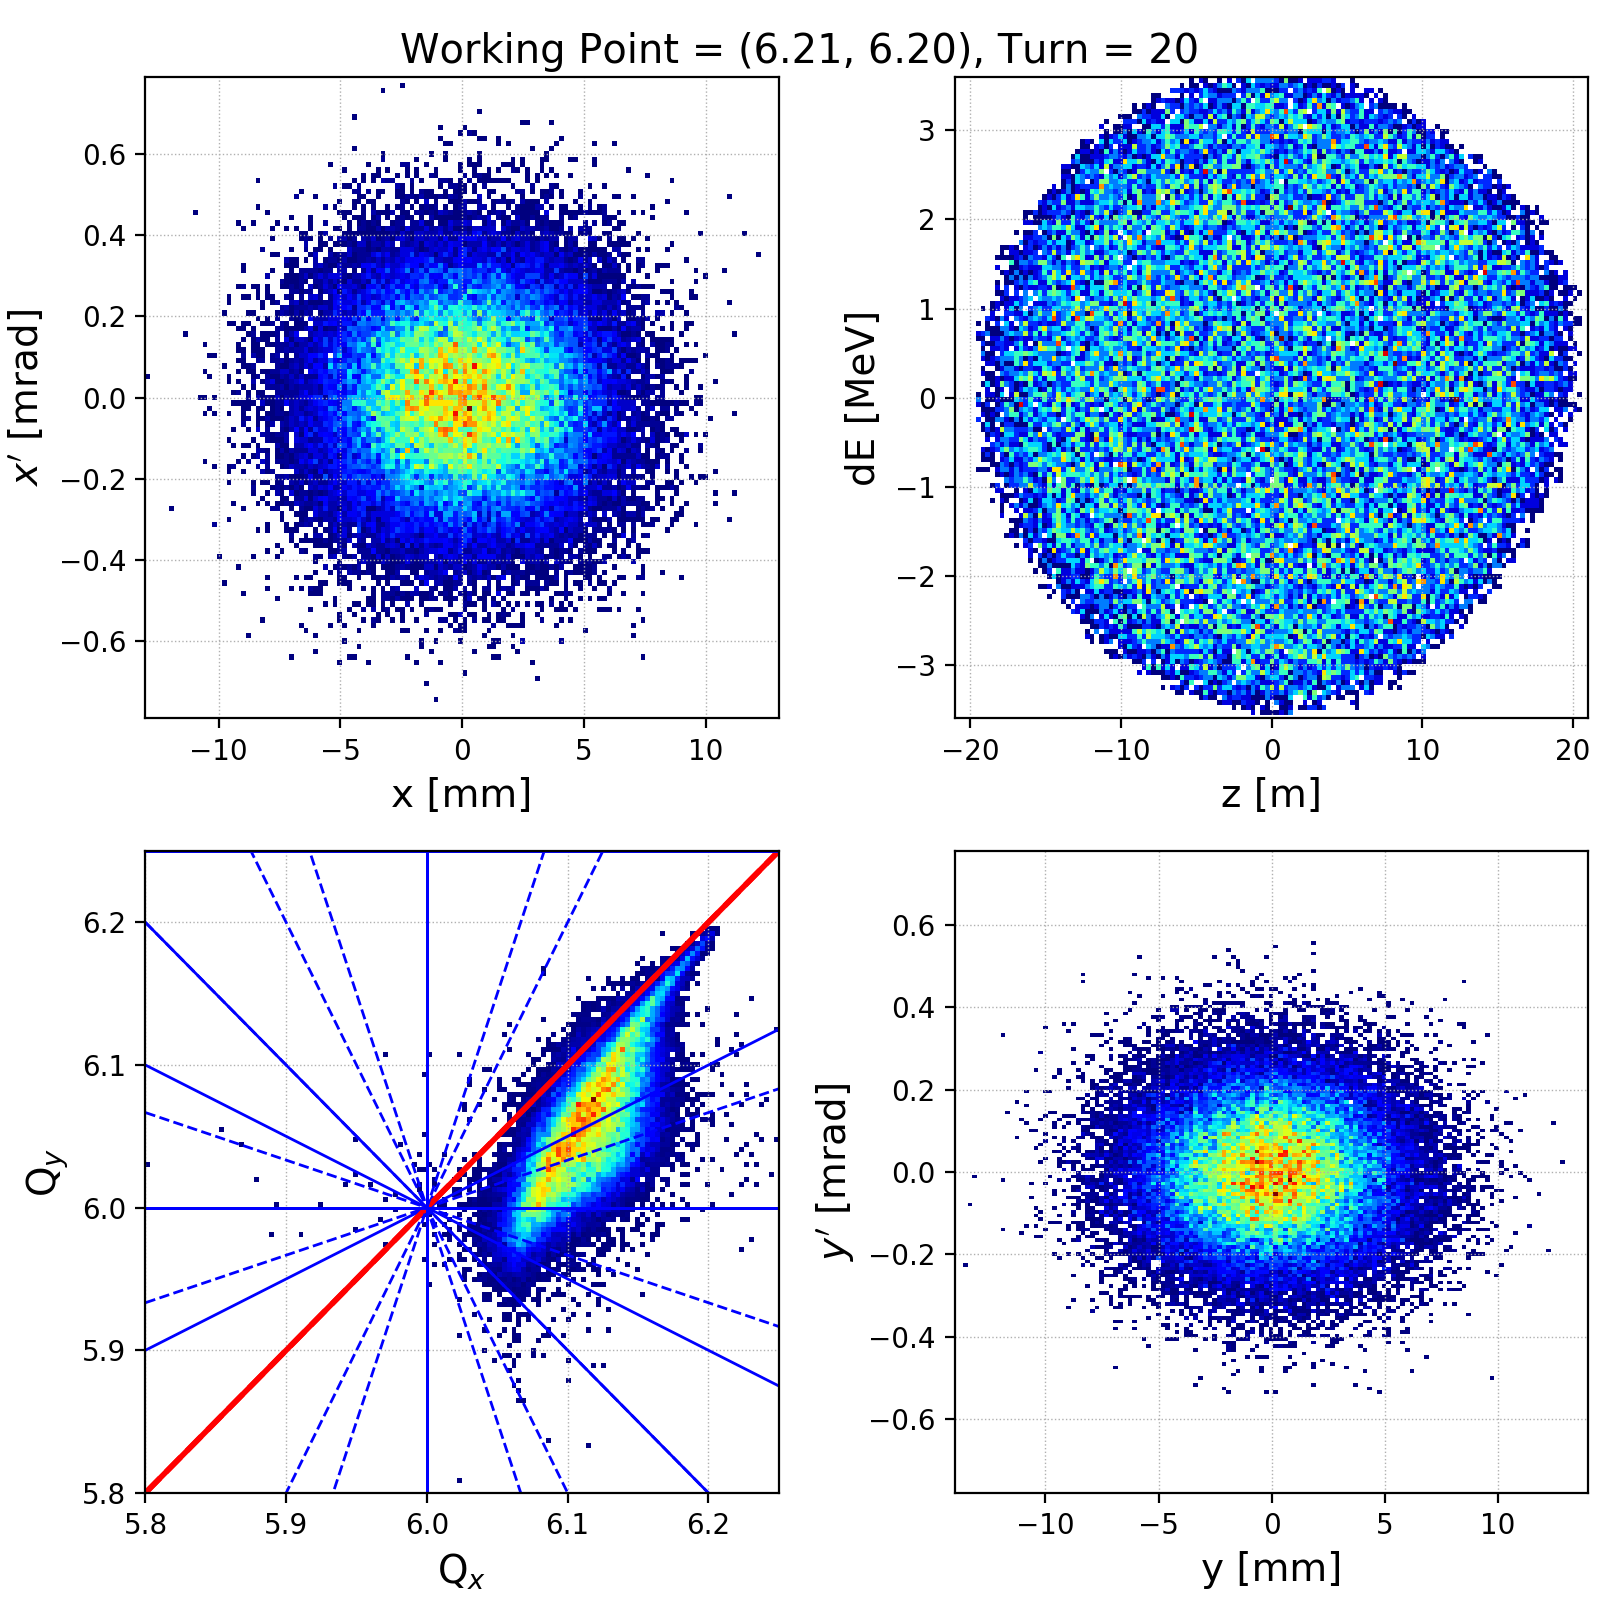 Working Point = (6.21, 6.20), Turn = 20
0.6
0.4
0.2
0.0
−0.2
−0.4
−0.6
x′ [mrad]
−10 −5 0 5 10
x [mm]
3
2
1
0
−1
−2
−3
dE [MeV]
−20 −10 0 10 20
z [m]
6.2
6.1
6.0
5.9
5.8
Qy
5.8 5.9 6.0 6.1 6.2
Qx
0.6
0.4
0.2
0.0
−0.2
−0.4
−0.6
y′ [mrad]
−10 −5 0 5 10
y [mm]